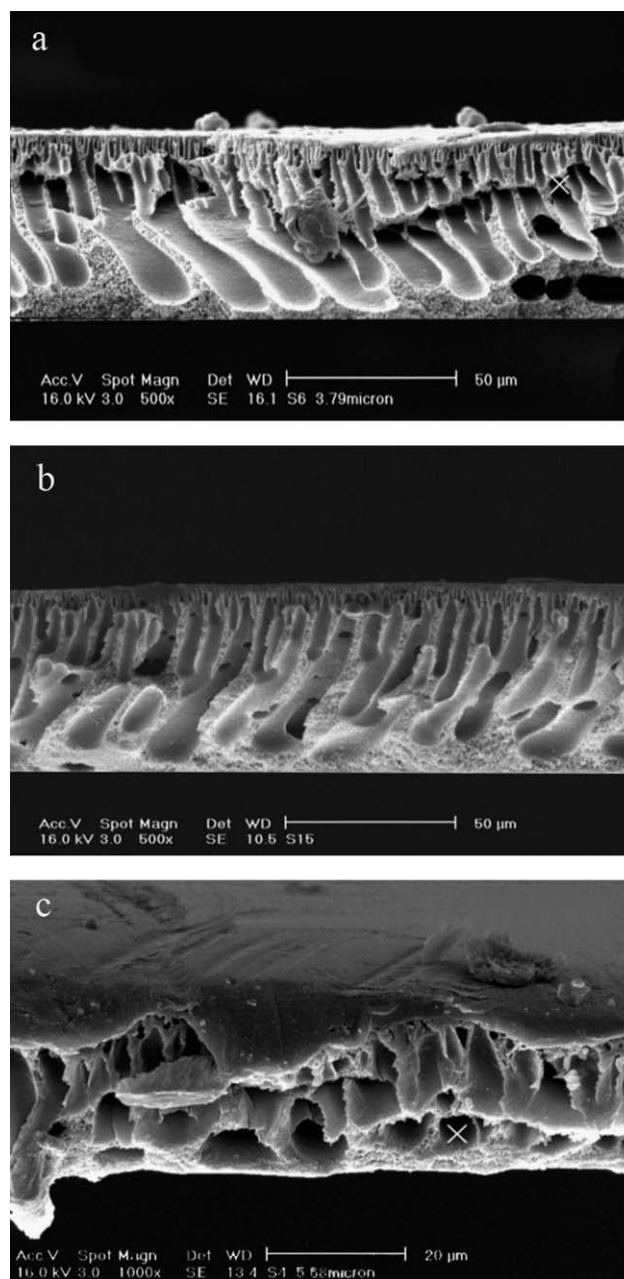 a
Acc.V Spot Magn Det WD 50 µm
16.0 kV 3.0 500x SE 16.1 S6 3.79micron
b
Acc.V Spot Magn Det WD 50 µm
16.0 kV 3.0 500x SE 10.5 S15
c
Acc.V Spot Magn Det WD 20 µm
16.0 kV 3.0 1000x SE 13.4 S4 5.68micron